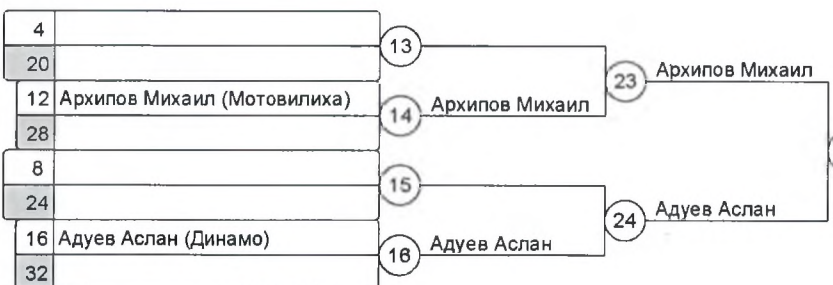 4
13
20
23 Архипов Михаил
12 Архипов Михаил (Мотовилиха)
14 Архипов Михаил
28
8
15
24
24 Адуев Аслан
16 Адуев Аслан (Динамо)
16 Адуев Аслан
32